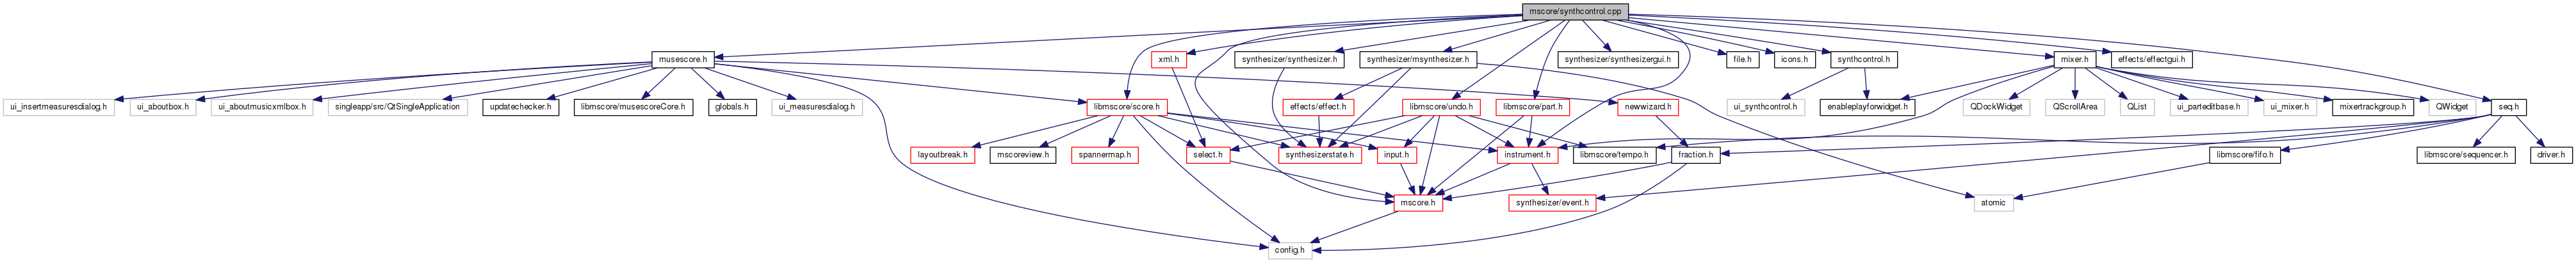 mscore/synthcontrol.cpp
musescore.h
xml.h
synthesizer/synthesizer.h
synthesizer/msynthesizer.h
synthesizer/synthesizergui.h
file.h
icons.h
synthcontrol.h
mixer.h
effects/effectgui.h
ui_insertmeasuresdialog.h
ui_aboutbox.h
ui_aboutmusicxmlbox.h
singleapp/src/QtSingleApplication
updatechecker.h
libmscore/musescoreCore.h
globals.h
ui_measuresdialog.h
libmscore/score.h
effects/effect.h
libmscore/undo.h
libmscore/part.h
newwizard.h
ui_synthcontrol.h
enableplayforwidget.h
QDockWidget
QScrollArea
QList
ui_parteditbase.h
ui_mixer.h
mixertrackgroup.h
QWidget
seq.h
layoutbreak.h
mscoreview.h
spannermap.h
select.h
synthesizerstate.h
input.h
instrument.h
libmscore/tempo.h
fraction.h
libmscore/fifo.h
libmscore/sequencer.h
driver.h
mscore.h
synthesizer/event.h
atomic
config.h